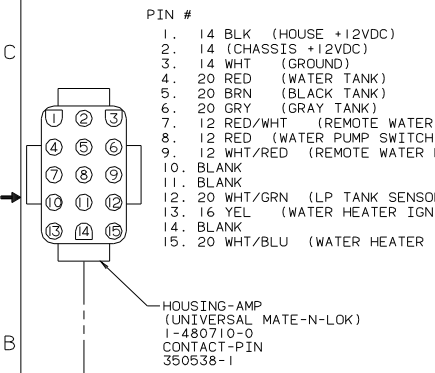 PIN #
C
1. 14 BLK (HOUSE +12VDC)
2. 14 (CHASSIS +12VDC)
3. 14 WHT (GROUND)
4. 20 RED (WATER TANK)
5. 20 BRN (BLACK TANK)
6. 20 GRY (GRAY TANK)
7. 12 RED/WHT (REMOTE WATER
8. 12 RED (WATER PUMP SWITCH
9. 12 WHT/RED (REMOTE WATER
10. BLANK
11. BLANK
12. 20 WHT/GRN (LP TANK SENSO
13. 16 YEL (WATER HEATER IGN
14. BLANK
15. 20 WHT/BLU (WATER HEATER
1 2 3
4 5 6
7 8 9
10 11 12
13 14 15
HOUSING-AMP
(UNIVERSAL MATE-N-LOK)
1-480710-0
CONTACT-PIN
350538-1
B